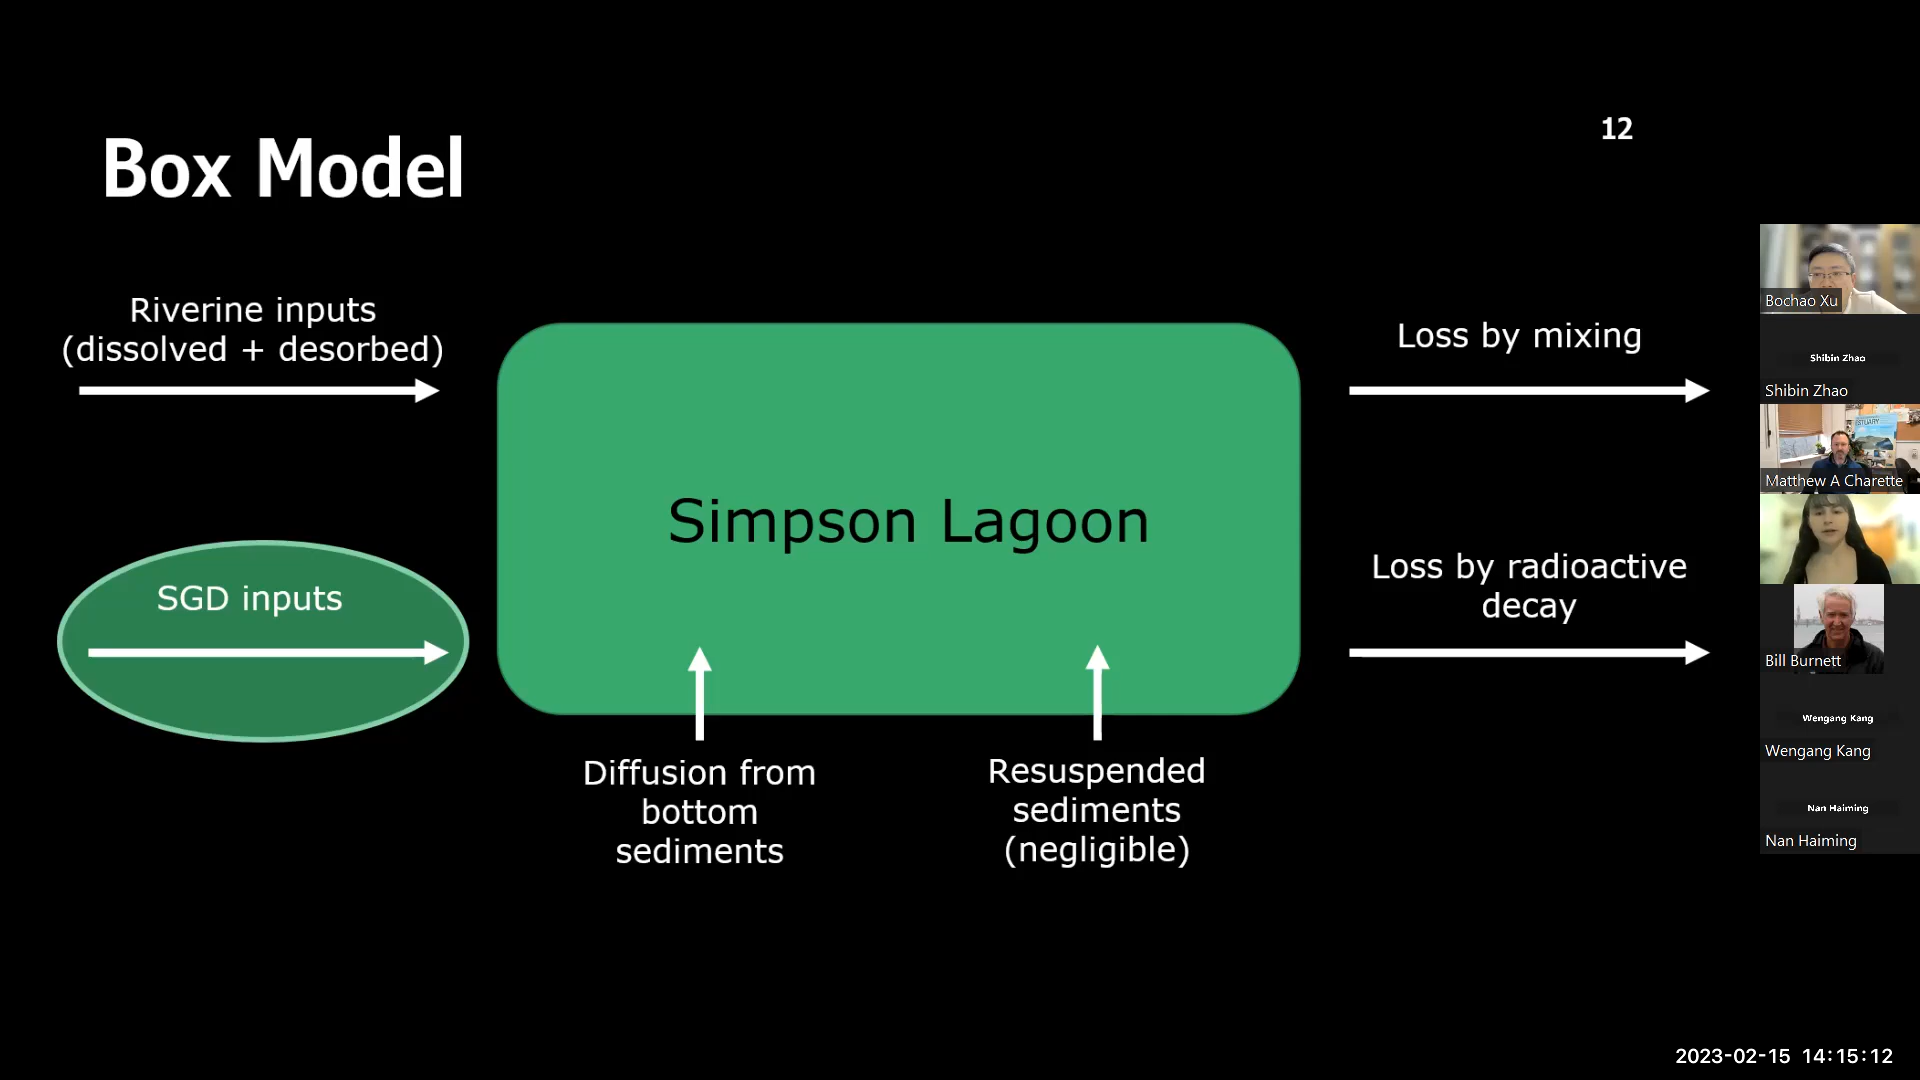 12
Box Model
Riverine inputs
(dissolved + desorbed)
SGD inputs
Simpson Lagoon
Diffusion from
bottom
sediments
Resuspended
sediments
(negligible)
Loss by mixing
Loss by radioactive
decay
Bochao Xu
Shibin Zhao
Shibin Zhao
ESTUARY
Matthew A Charette
Bill Burnett
Wengang Kang
Wengang Kang
Nan Haiming
Nan Haiming
2023-02-15 14:15:12